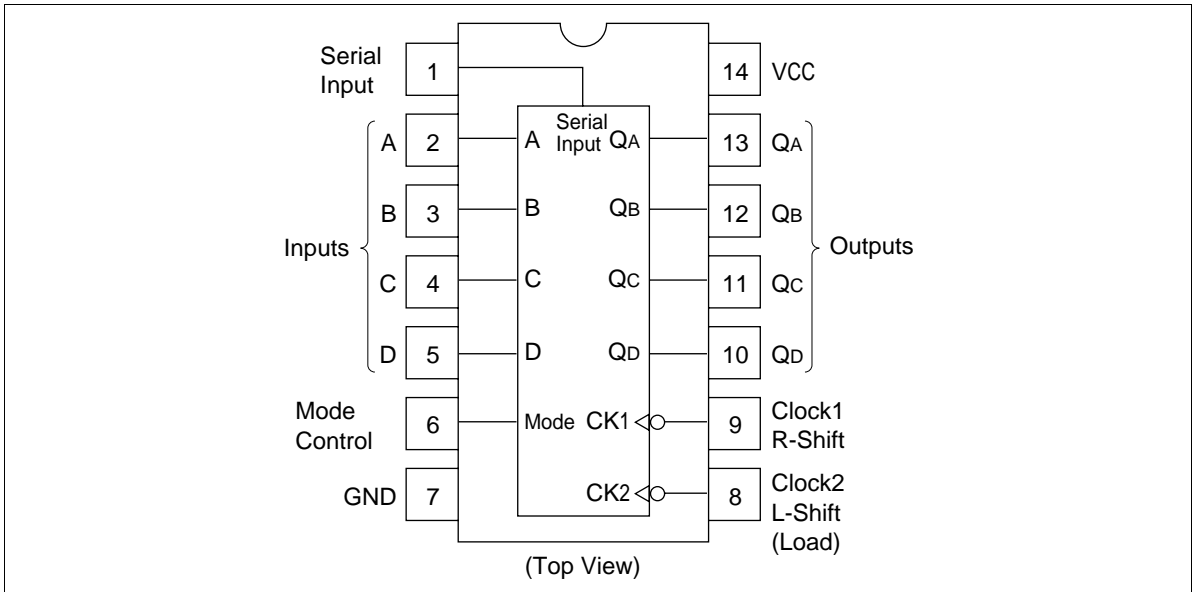 Serial
Input
1
14
VCC
Serial
Input
Inputs
A
2
A
QA
13
QA
B
3
B
QB
12
QB
C
4
C
QC
11
QC
D
5
D
QD
10
QD
Outputs
Mode
Control
6
Mode
CK1
9
Clock1
R-Shift
GND
7
CK2
8
Clock2
L-Shift
(Load)
(Top View)